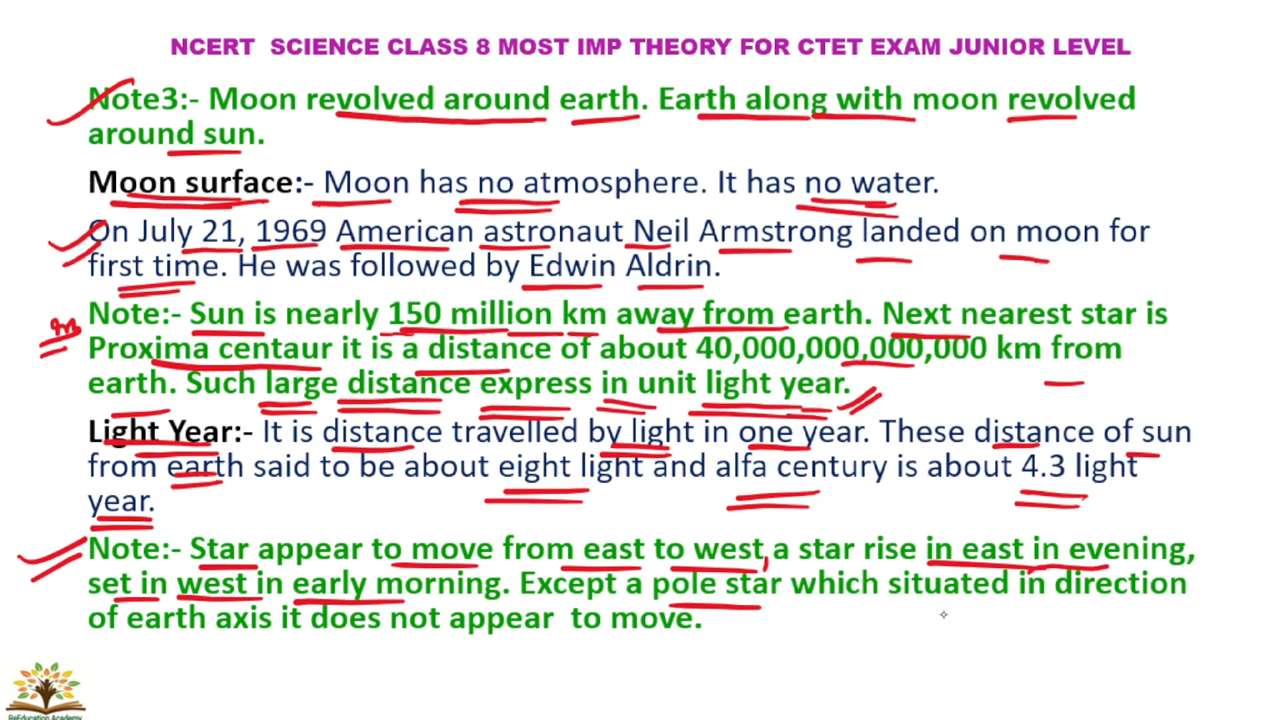 NCERT SCIENCE CLASS 8 MOST IMP THEORY FOR CTET EXAM JUNIOR LEVEL
Note3:- Moon revolved around earth. Earth along with moon revolved
around sun.
Moon surface:- Moon has no atmosphere. It has no water.
On July 21, 1969 American astronaut Neil Armstrong landed on moon for
first time. He was followed by Edwin Aldrin.
Note:- Sun is nearly 150 million km away from earth. Next nearest star is
Proxima centaur it is a distance of about 40,000,000,000,000 km from
earth. Such large distance express in unit light year.
Light Year:- It is distance travelled by light in one year. These distance of sun
from earth said to be about eight light and alfa century is about 4.3 light
year.
Note:- Star appear to move from east to west, a star rise in east in evening,
set in west in early morning. Except a pole star which situated in direction
of earth axis it does not appear to move.
ReEducation Academy